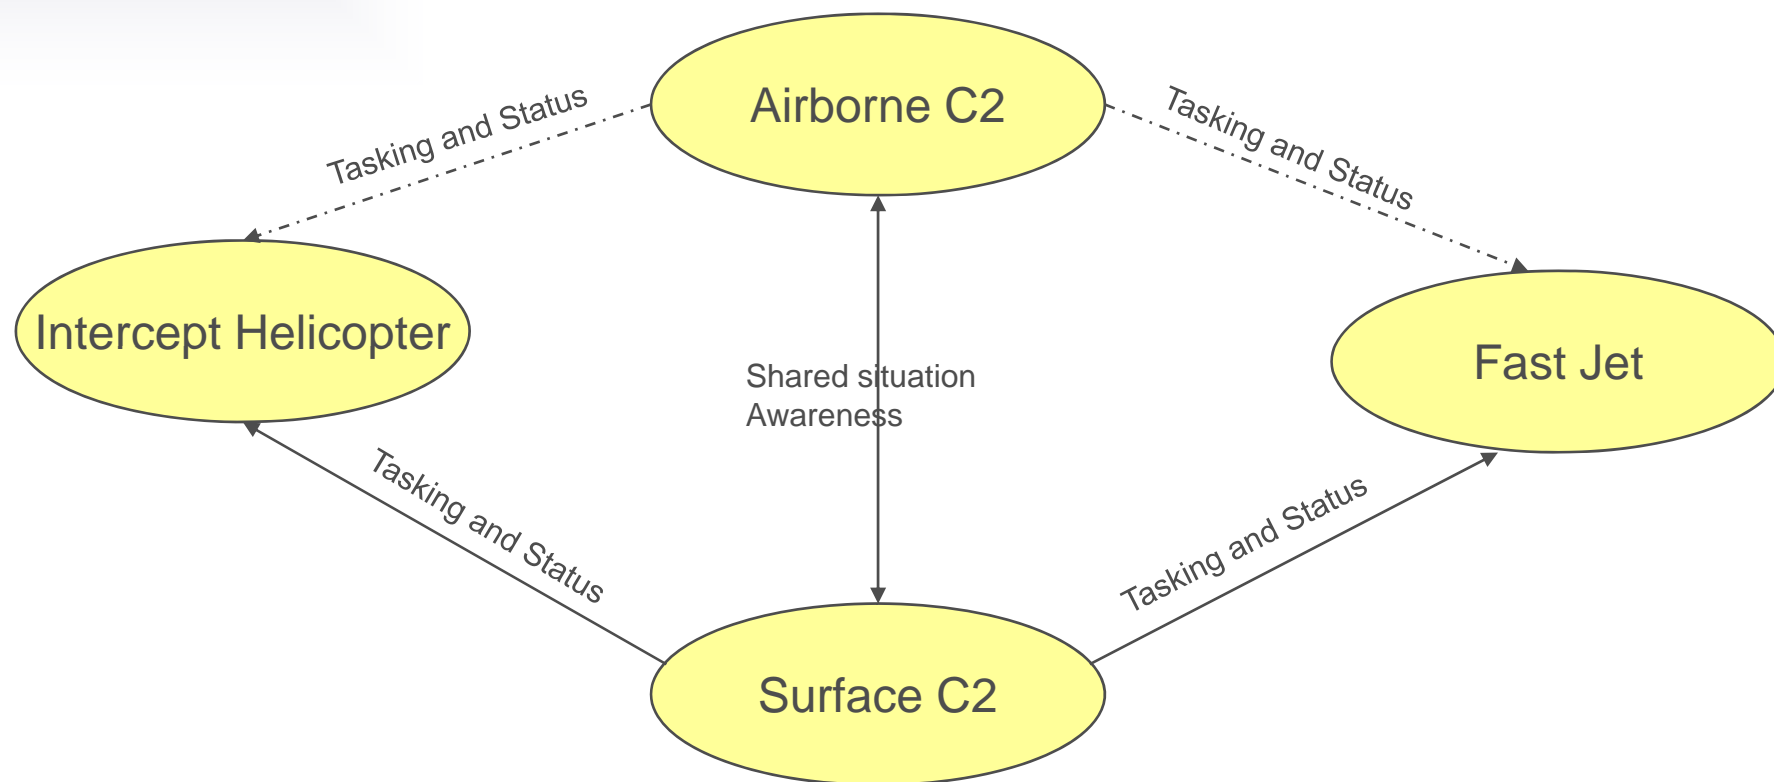 Airborne C2
Tasking and Status
Tasking and Status
Intercept Helicopter
Fast Jet
Shared situation
Awareness
Tasking and Status
Tasking and Status
Surface C2